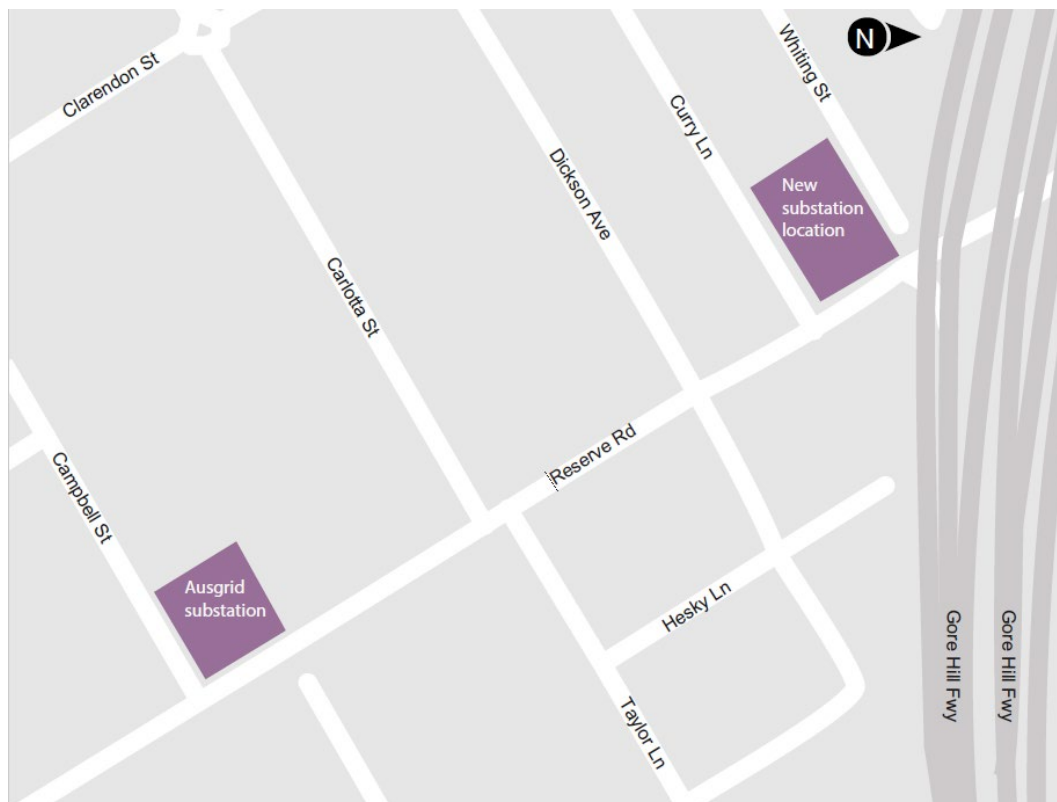 N
Clarendon St
Whiting St
Curry Ln
Dickson Ave
New
substation
location
Carlotta St
Reserve Rd
Campbell St
Ausgrid
substation
Hesky Ln
Gore Hill Fwy
Gore Hill Fwy
Taylor Ln